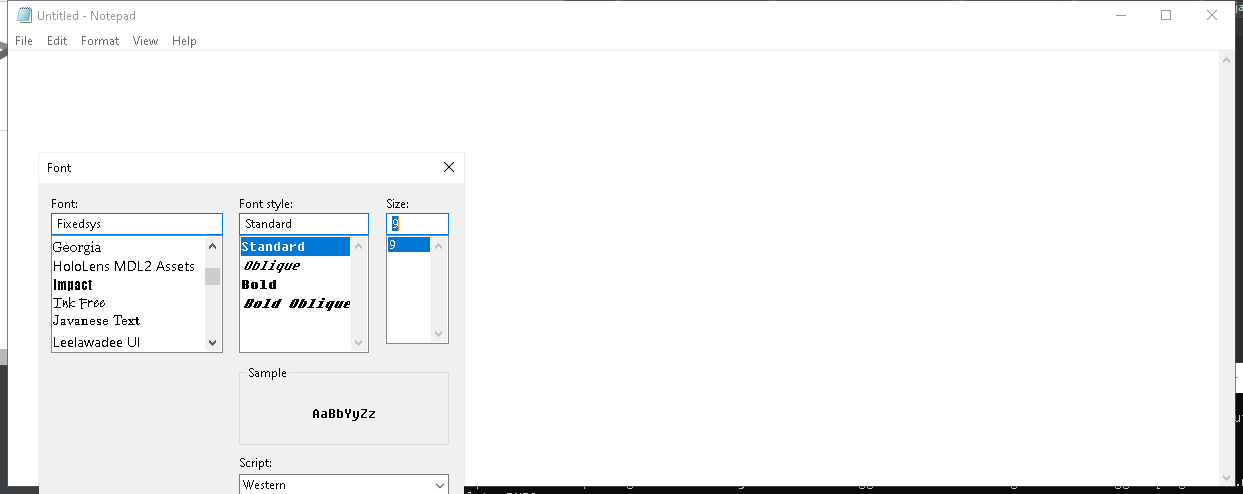 Untitled - Notepad
File Edit Format View Help
Font
Font: Font style: Size:
Fixedsys Standard 9
Georgia Standard 9
HoloLens MDL2 Assets Oblique
Impact Bold
Ink Free Bold Oblique
Javanese Text
Leelawadee UI
Sample
AaBbYyZz
Script:
Western